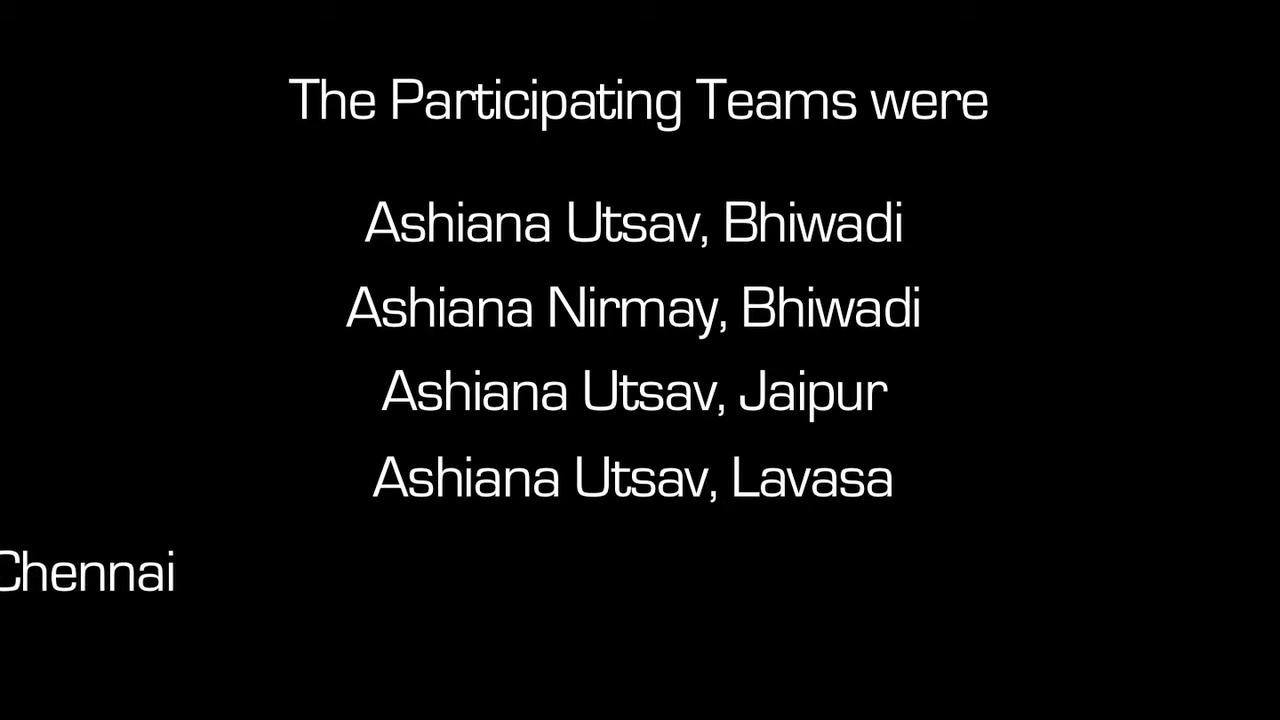 The Participating Teams were
Ashiana Utsav, Bhiwadi
Ashiana Nirmay, Bhiwadi
Ashiana Utsav, Jaipur
Ashiana Utsav, Lavasa
Chennai